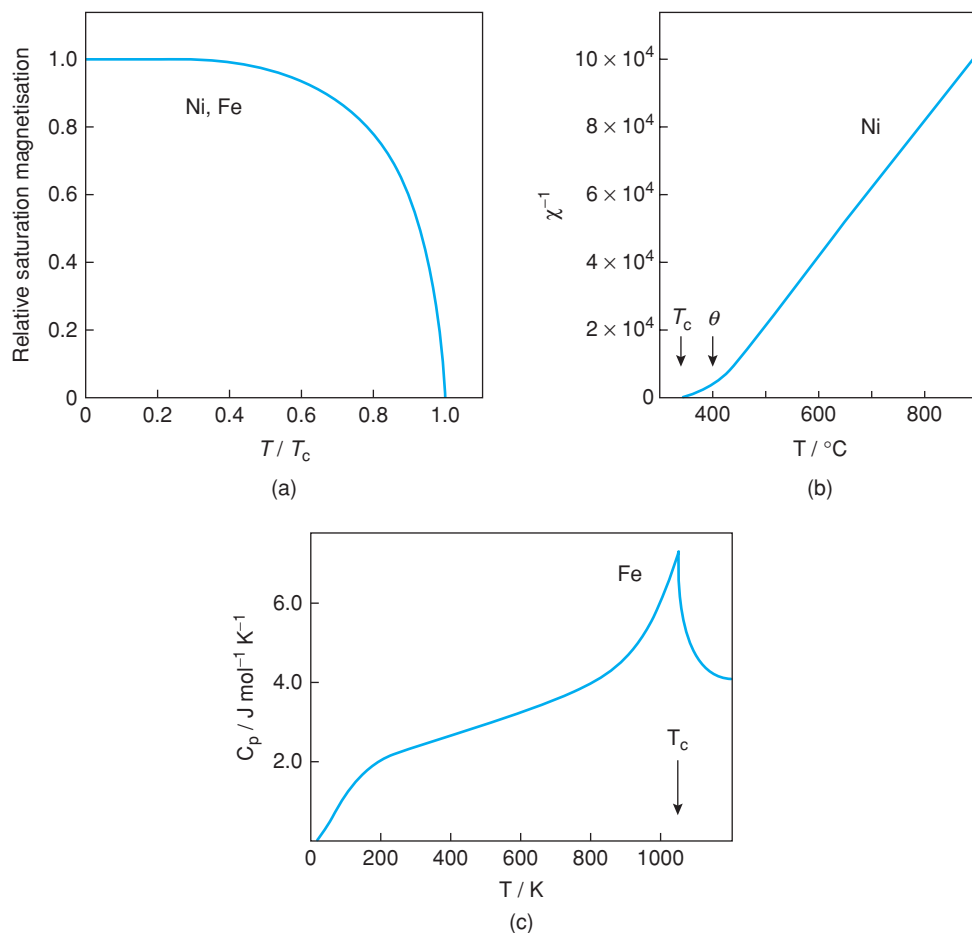 Relative saturation magnetisation
1.0
0.8
0.6
0.4
0.2
0
Ni, Fe
0 0.2 0.4 0.6 0.8 1.0
T / Tc
(a)
χ⁻¹
10 × 10⁴
8 × 10⁴
6 × 10⁴
4 × 10⁴
2 × 10⁴
0
Ni
Tc θ
400 600 800
T / °C
(b)
Cp / J mol⁻¹ K⁻¹
6.0
4.0
2.0
Fe
Tc
0 200 400 600 800 1000
T / K
(c)